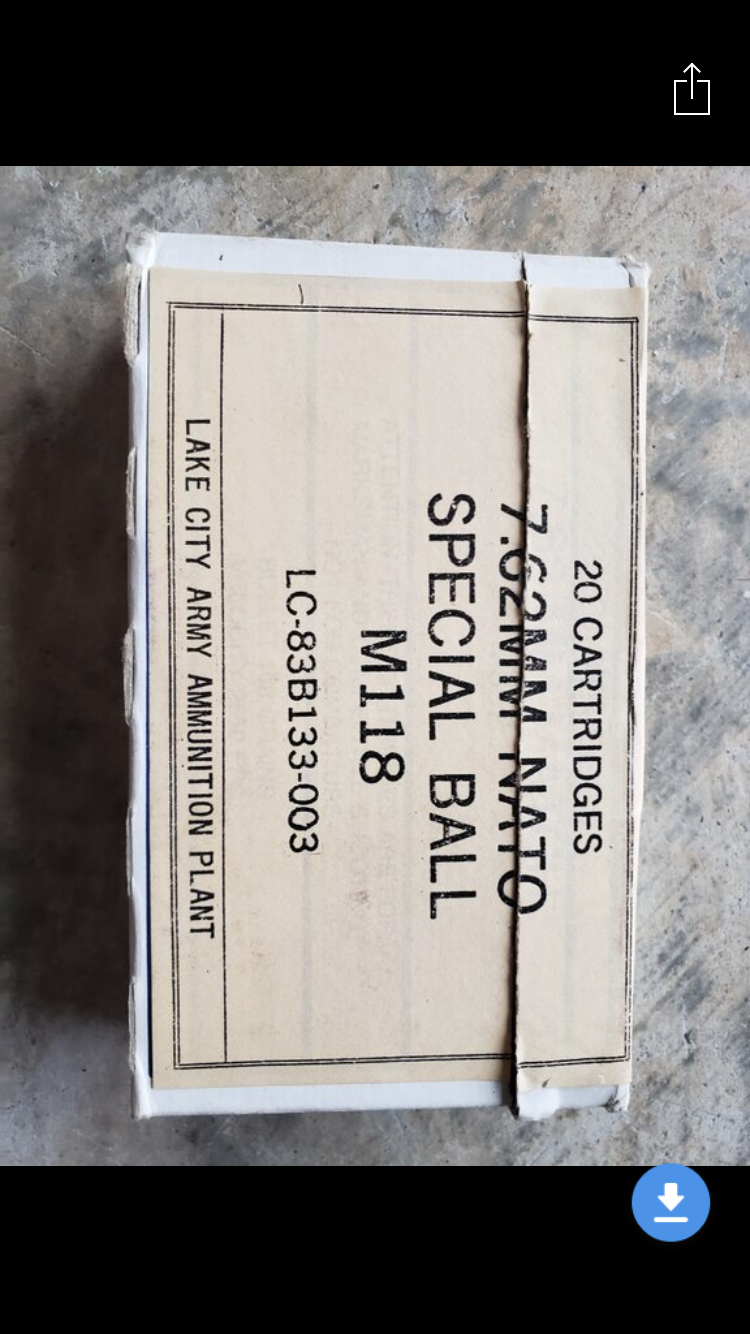 20 CARTRIDGES
7.62MM NATO
SPECIAL BALL
M118
LC-83B133-003
LAKE CITY ARMY AMMUNITION PLANT